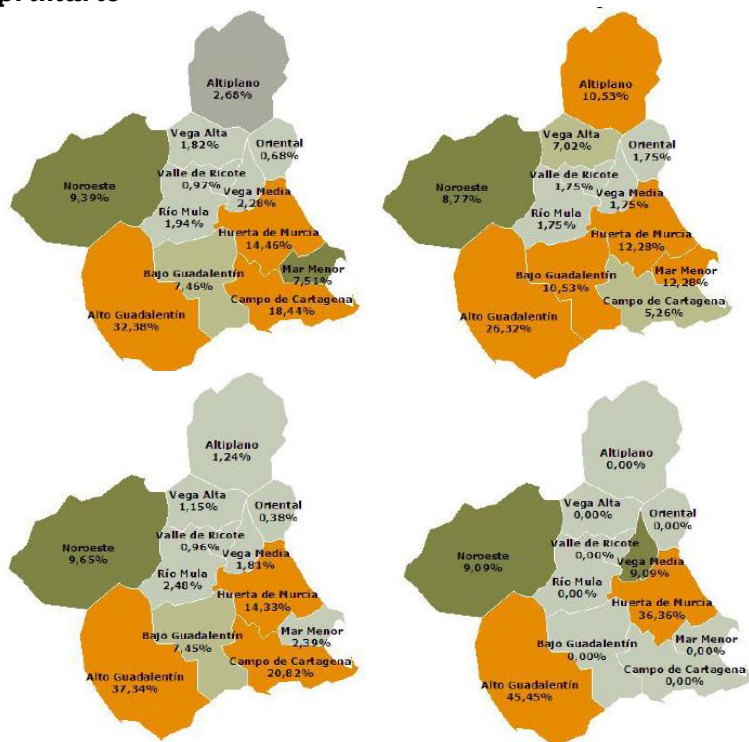 Altiplano
2,68%
Vega Alta
1,82%
Oriental
0,68%
Noroeste
9,39%
Valle de Ricote
0,97%
Vega Media
2,28%
Río Mula
1,94%
Huerta de Murcia
14,46%
Bajo Guadalentín
7,46%
Mar Menor
7,51%
Alto Guadalentín
32,38%
Campo de Cartagena
18,44%
Altiplano
10,53%
Vega Alta
7,02%
Oriental
1,75%
Noroeste
8,77%
Valle de Ricote
1,75%
Vega Media
1,75%
Río Mula
1,75%
Huerta de Murcia
12,28%
Bajo Guadalentín
10,53%
Mar Menor
12,28%
Alto Guadalentín
26,32%
Campo de Cartagena
5,26%
Altiplano
1,24%
Vega Alta
1,15%
Oriental
0,38%
Noroeste
9,65%
Valle de Ricote
0,96%
Vega Media
1,81%
Río Mula
2,48%
Huerta de Murcia
14,33%
Bajo Guadalentín
7,45%
Mar Menor
2,39%
Alto Guadalentín
37,34%
Campo de Cartagena
20,82%
Altiplano
0,00%
Vega Alta
0,00%
Oriental
0,00%
Noroeste
9,09%
Valle de Ricote
0,00%
Vega Media
9,09%
Río Mula
0,00%
Huerta de Murcia
36,36%
Bajo Guadalentín
0,00%
Mar Menor
0,00%
Alto Guadalentín
45,45%
Campo de Cartagena
0,00%